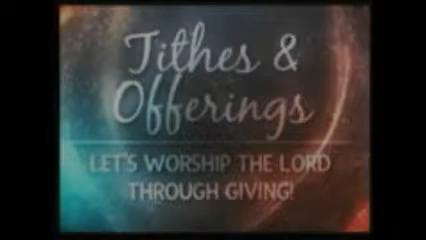 Tithes &
Offerings
LET'S WORSHIP THE LORD
THROUGH GIVING!